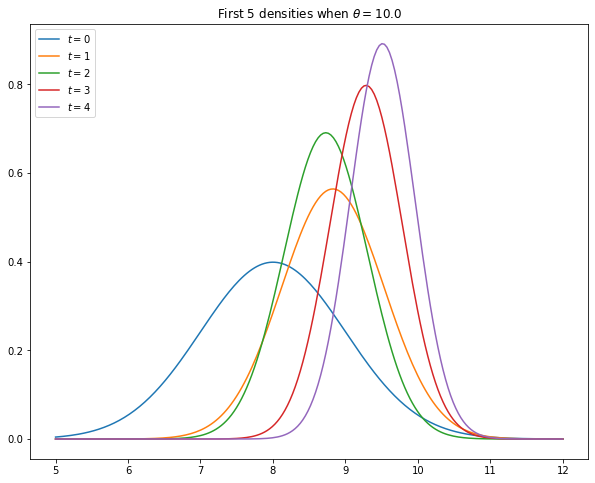 First 5 densities when θ = 10.0
t = 0
t = 1
t = 2
t = 3
t = 4
0.8
0.6
0.4
0.2
0.0
5 6 7 8 9 10 11 12